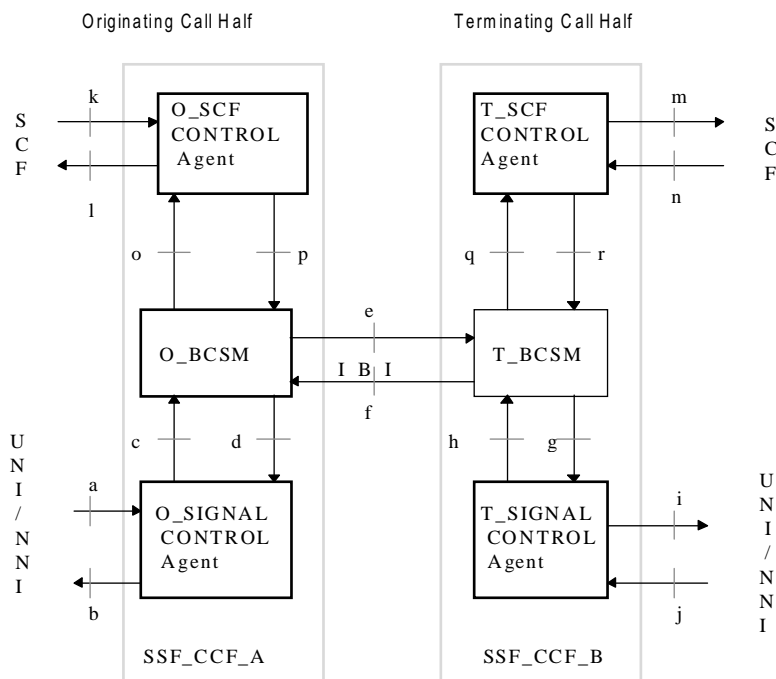 Originating Call Half
Terminating Call Half
k
m
O_SCF
CONTROL
Agent
T_SCF
CONTROL
Agent
S
C
F
S
C
F
l
n
o
p
q
r
e
O_BCSM
T_BCSM
I B I
f
c
d
h
g
U
N
I
/
N
N
I
a
O_SIGNAL
CONTROL
Agent
T_SIGNAL
CONTROL
Agent
i
U
N
I
/
N
N
I
b
j
SSF_CCF_A
SSF_CCF_B